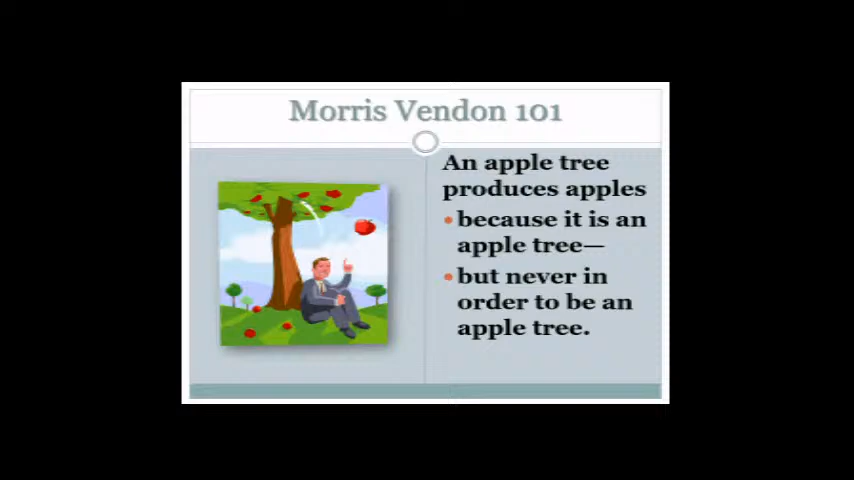 Morris Vendon 101
An apple tree
produces apples
because it is an
apple tree—
but never in
order to be an
apple tree.